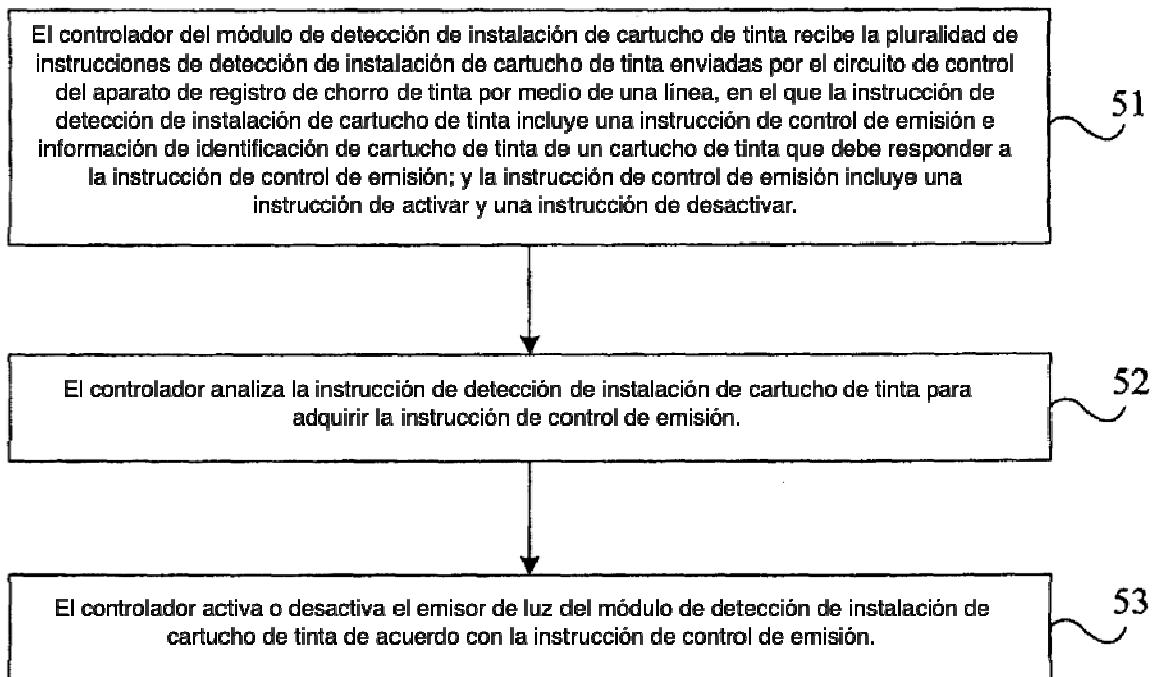 El controlador del módulo de detección de instalación de cartucho de tinta recibe la pluralidad de
instrucciones de detección de instalación de cartucho de tinta enviadas por el circuito de control
del aparato de registro de chorro de tinta por medio de una línea, en el que la instrucción de
detección de instalación de cartucho de tinta incluye una instrucción de control de emisión e
información de identificación de cartucho de tinta de un cartucho de tinta que debe responder a
la instrucción de control de emisión; y la instrucción de control de emisión incluye una
instrucción de activar y una instrucción de desactivar.
51
El controlador analiza la instrucción de detección de instalación de cartucho de tinta para
adquirir la instrucción de control de emisión.
52
El controlador activa o desactiva el emisor de luz del módulo de detección de instalación de
cartucho de tinta de acuerdo con la instrucción de control de emisión.
53